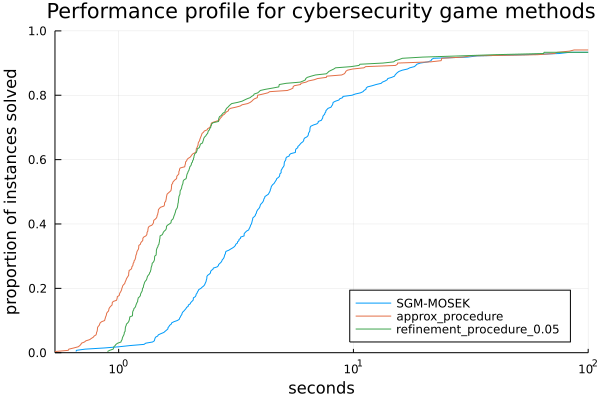 Performance profile for cybersecurity game methods
proportion of instances solved
1.0
0.8
0.6
0.4
0.2
0.0
SGM-MOSEK
approx_procedure
refinement_procedure_0.05
10⁰
10¹
10²
seconds